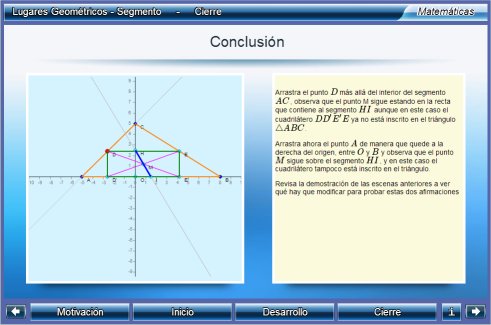 Lugares Geométricos - Segmento - Cierre
Matemáticas
Conclusión
Arrastra el punto D más allá del interior del segmento
AC, observa que el punto M sigue estando en la recta
que contiene al segmento HI aunque en este caso el
cuadrilátero DD'E'E ya no está inscrito en el triángulo
△ABC.
Arrastra ahora el punto A de manera que quede a la
derecha del origen, entre O y B y observa que el punto
M sigue sobre el segmento HI, y en este caso el
cuadrilátero tampoco está inscrito en el triángulo.
Revisa la demostración de las escenas anteriores a ver
qué hay que modificar para probar estas dos afirmaciones
C
D
H
E
M
A
B
Motivación
Inicio
Desarrollo
Cierre
i